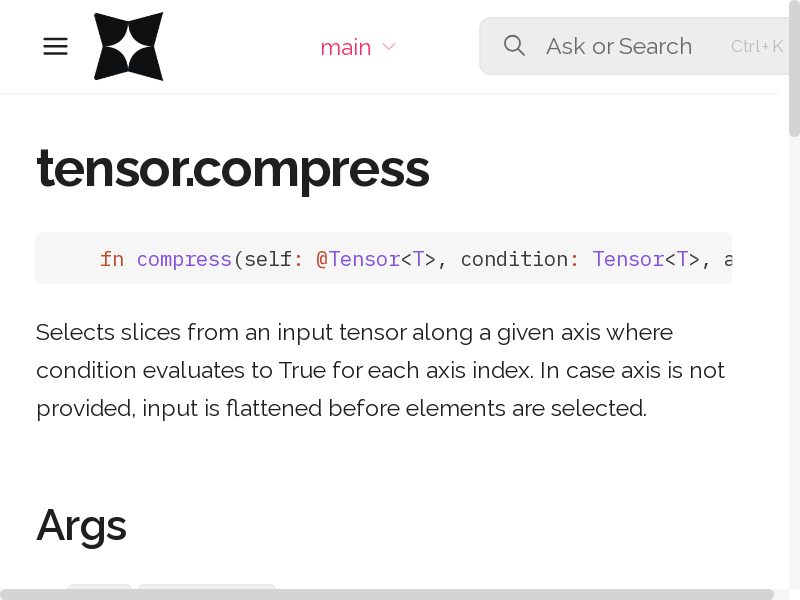 main
Ask or Search
Ctrl+K
tensor.compress
fn compress(self: @Tensor<T>, condition: Tensor<T>, a
Selects slices from an input tensor along a given axis where
condition evaluates to True for each axis index. In case axis is not
provided, input is flattened before elements are selected.
Args